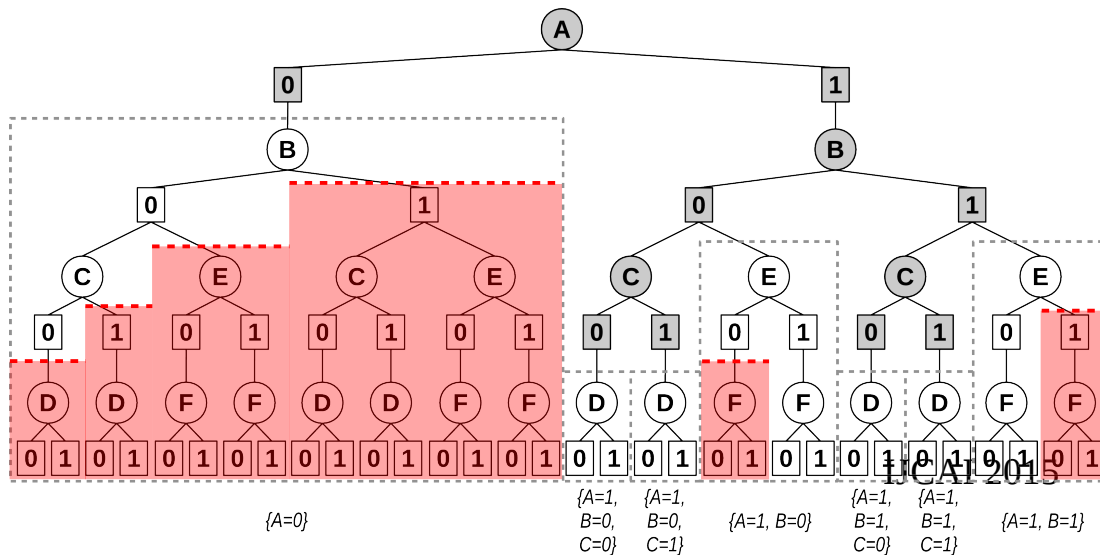 A
0 1
B B
0 1 0 1
C E C E C E C E
0 1 0 1 0 1 0 1 0 1 0 1 0 1 0 1
D D F F D D F F D D F F D D F F
0 1 0 1 0 1 0 1 0 1 0 1 0 1 0 1 0 1 0 1 0 1 0 1 0 1 0 1 0 1 0 1
IJCAI 2015
{A=0}
{A=1,
B=0,
C=0}
{A=1,
B=0,
C=1}
{A=1, B=0}
{A=1,
B=1,
C=0}
{A=1,
B=1,
C=1}
{A=1, B=1}